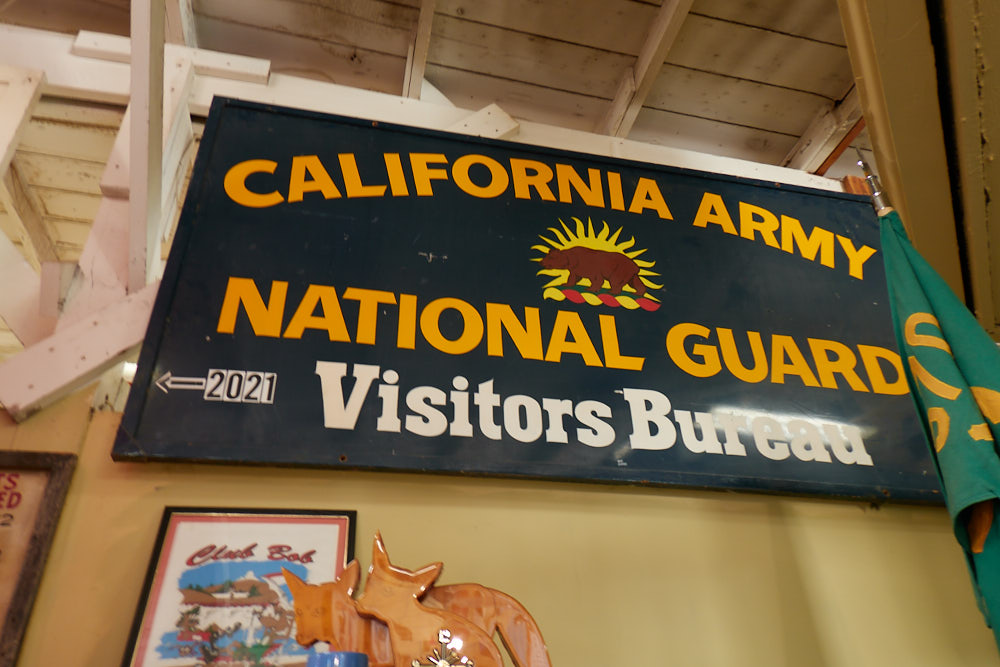 CALIFORNIA ARMY
NATIONAL GUARD
2021
Visitors Bureau
Club Bob